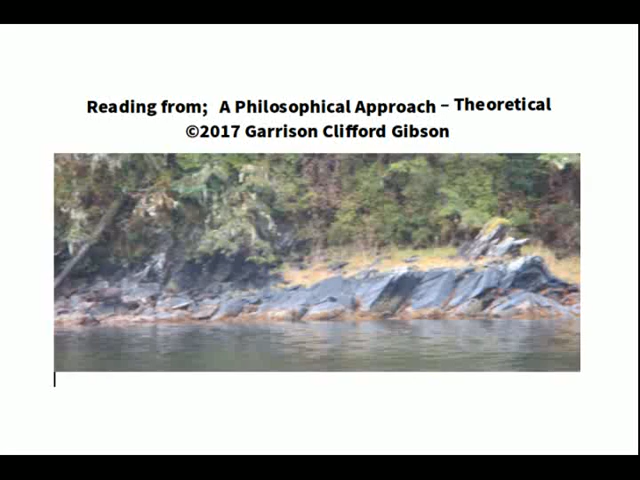 Reading from; A Philosophical Approach – Theoretical
©2017 Garrison Clifford Gibson